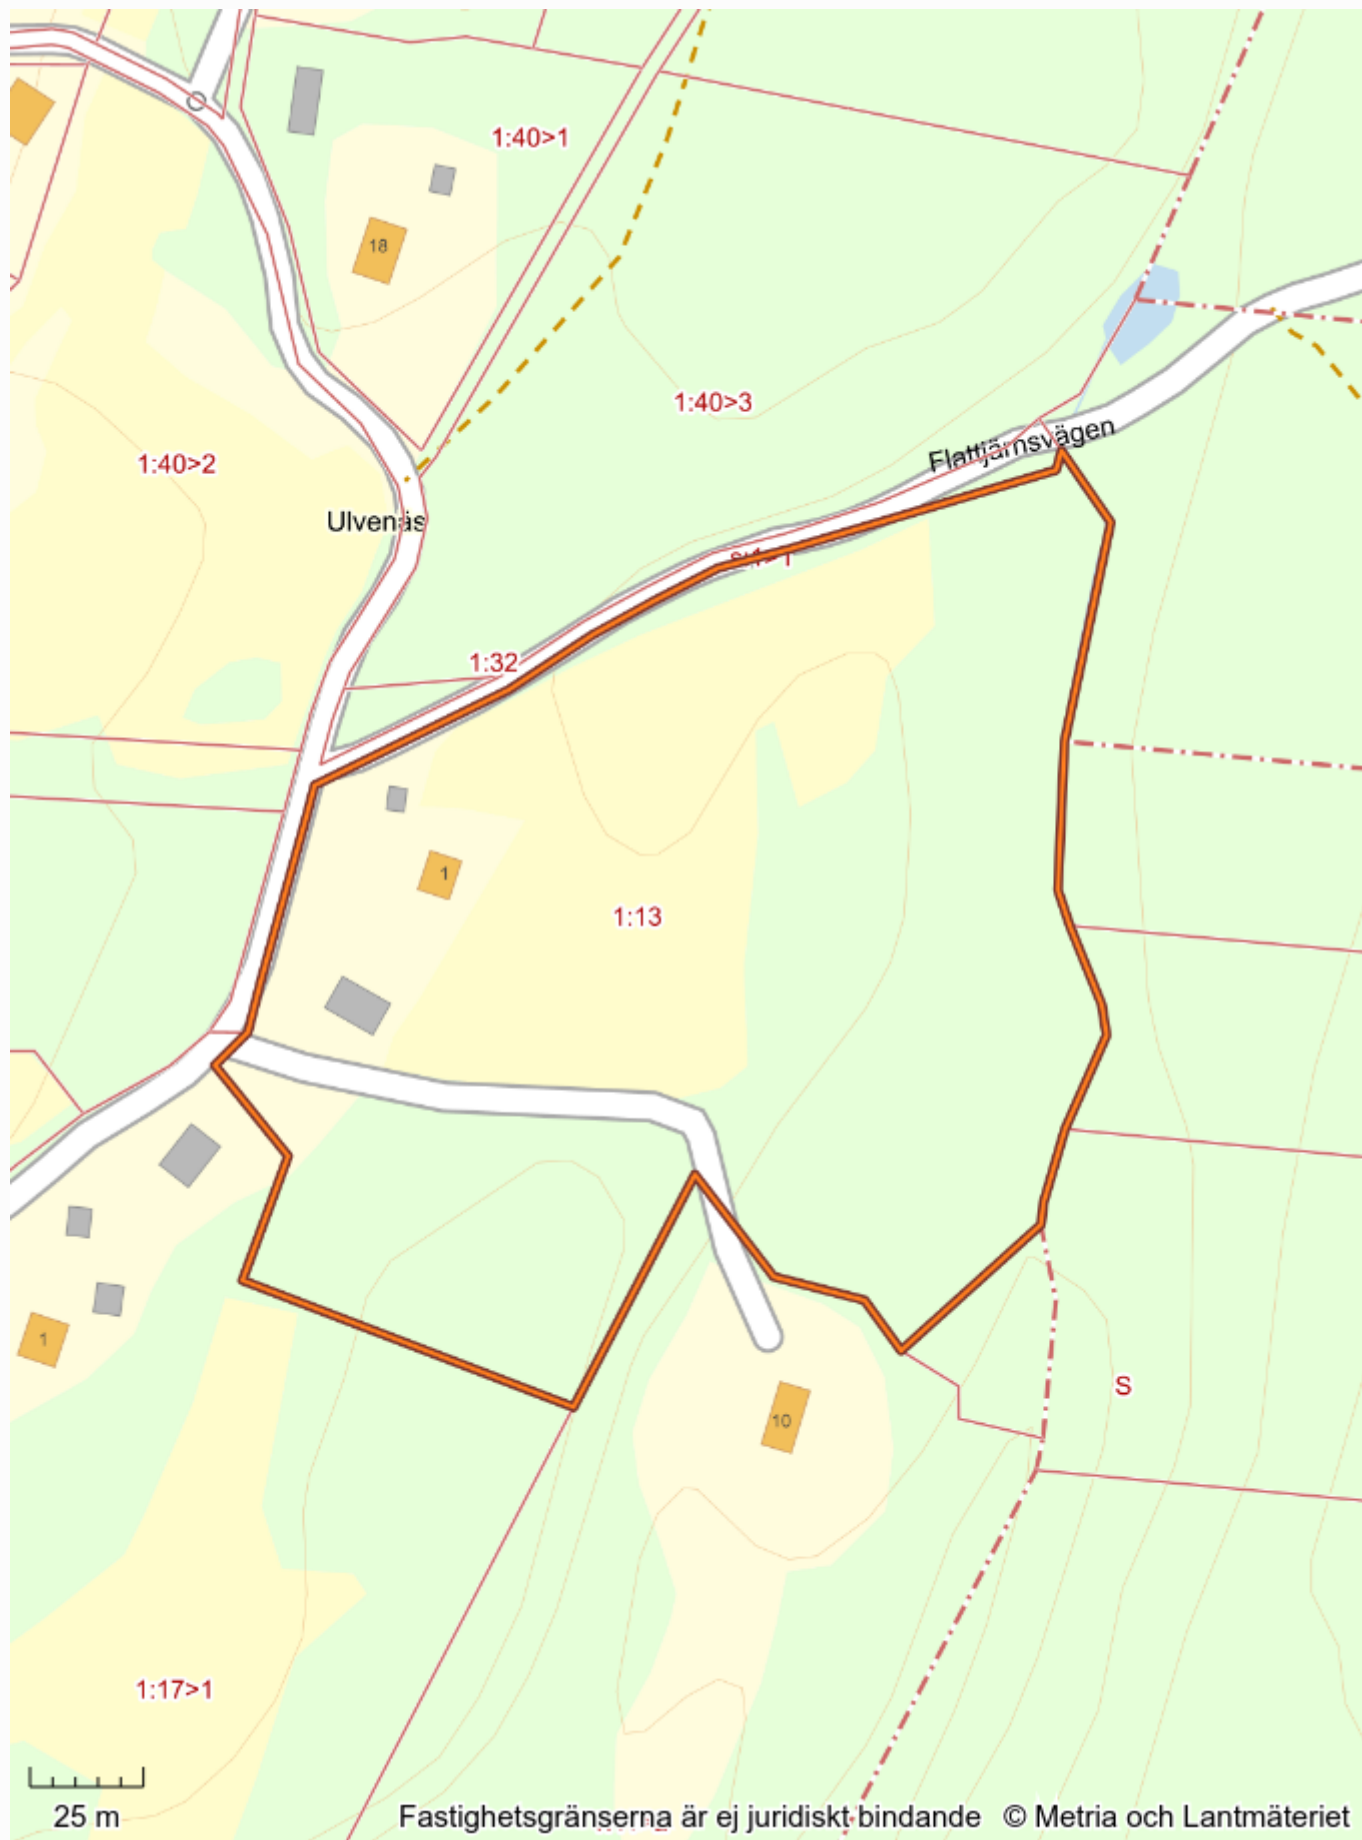 1:40>1
18
1:40>3
Flattjärnsvägen
1:40>2
Ulvenäs
1:32
1
1:13
1
10
S
1:17>1
25 m
Fastighetsgränserna är ej juridiskt bindande © Metria och Lantmäteriet